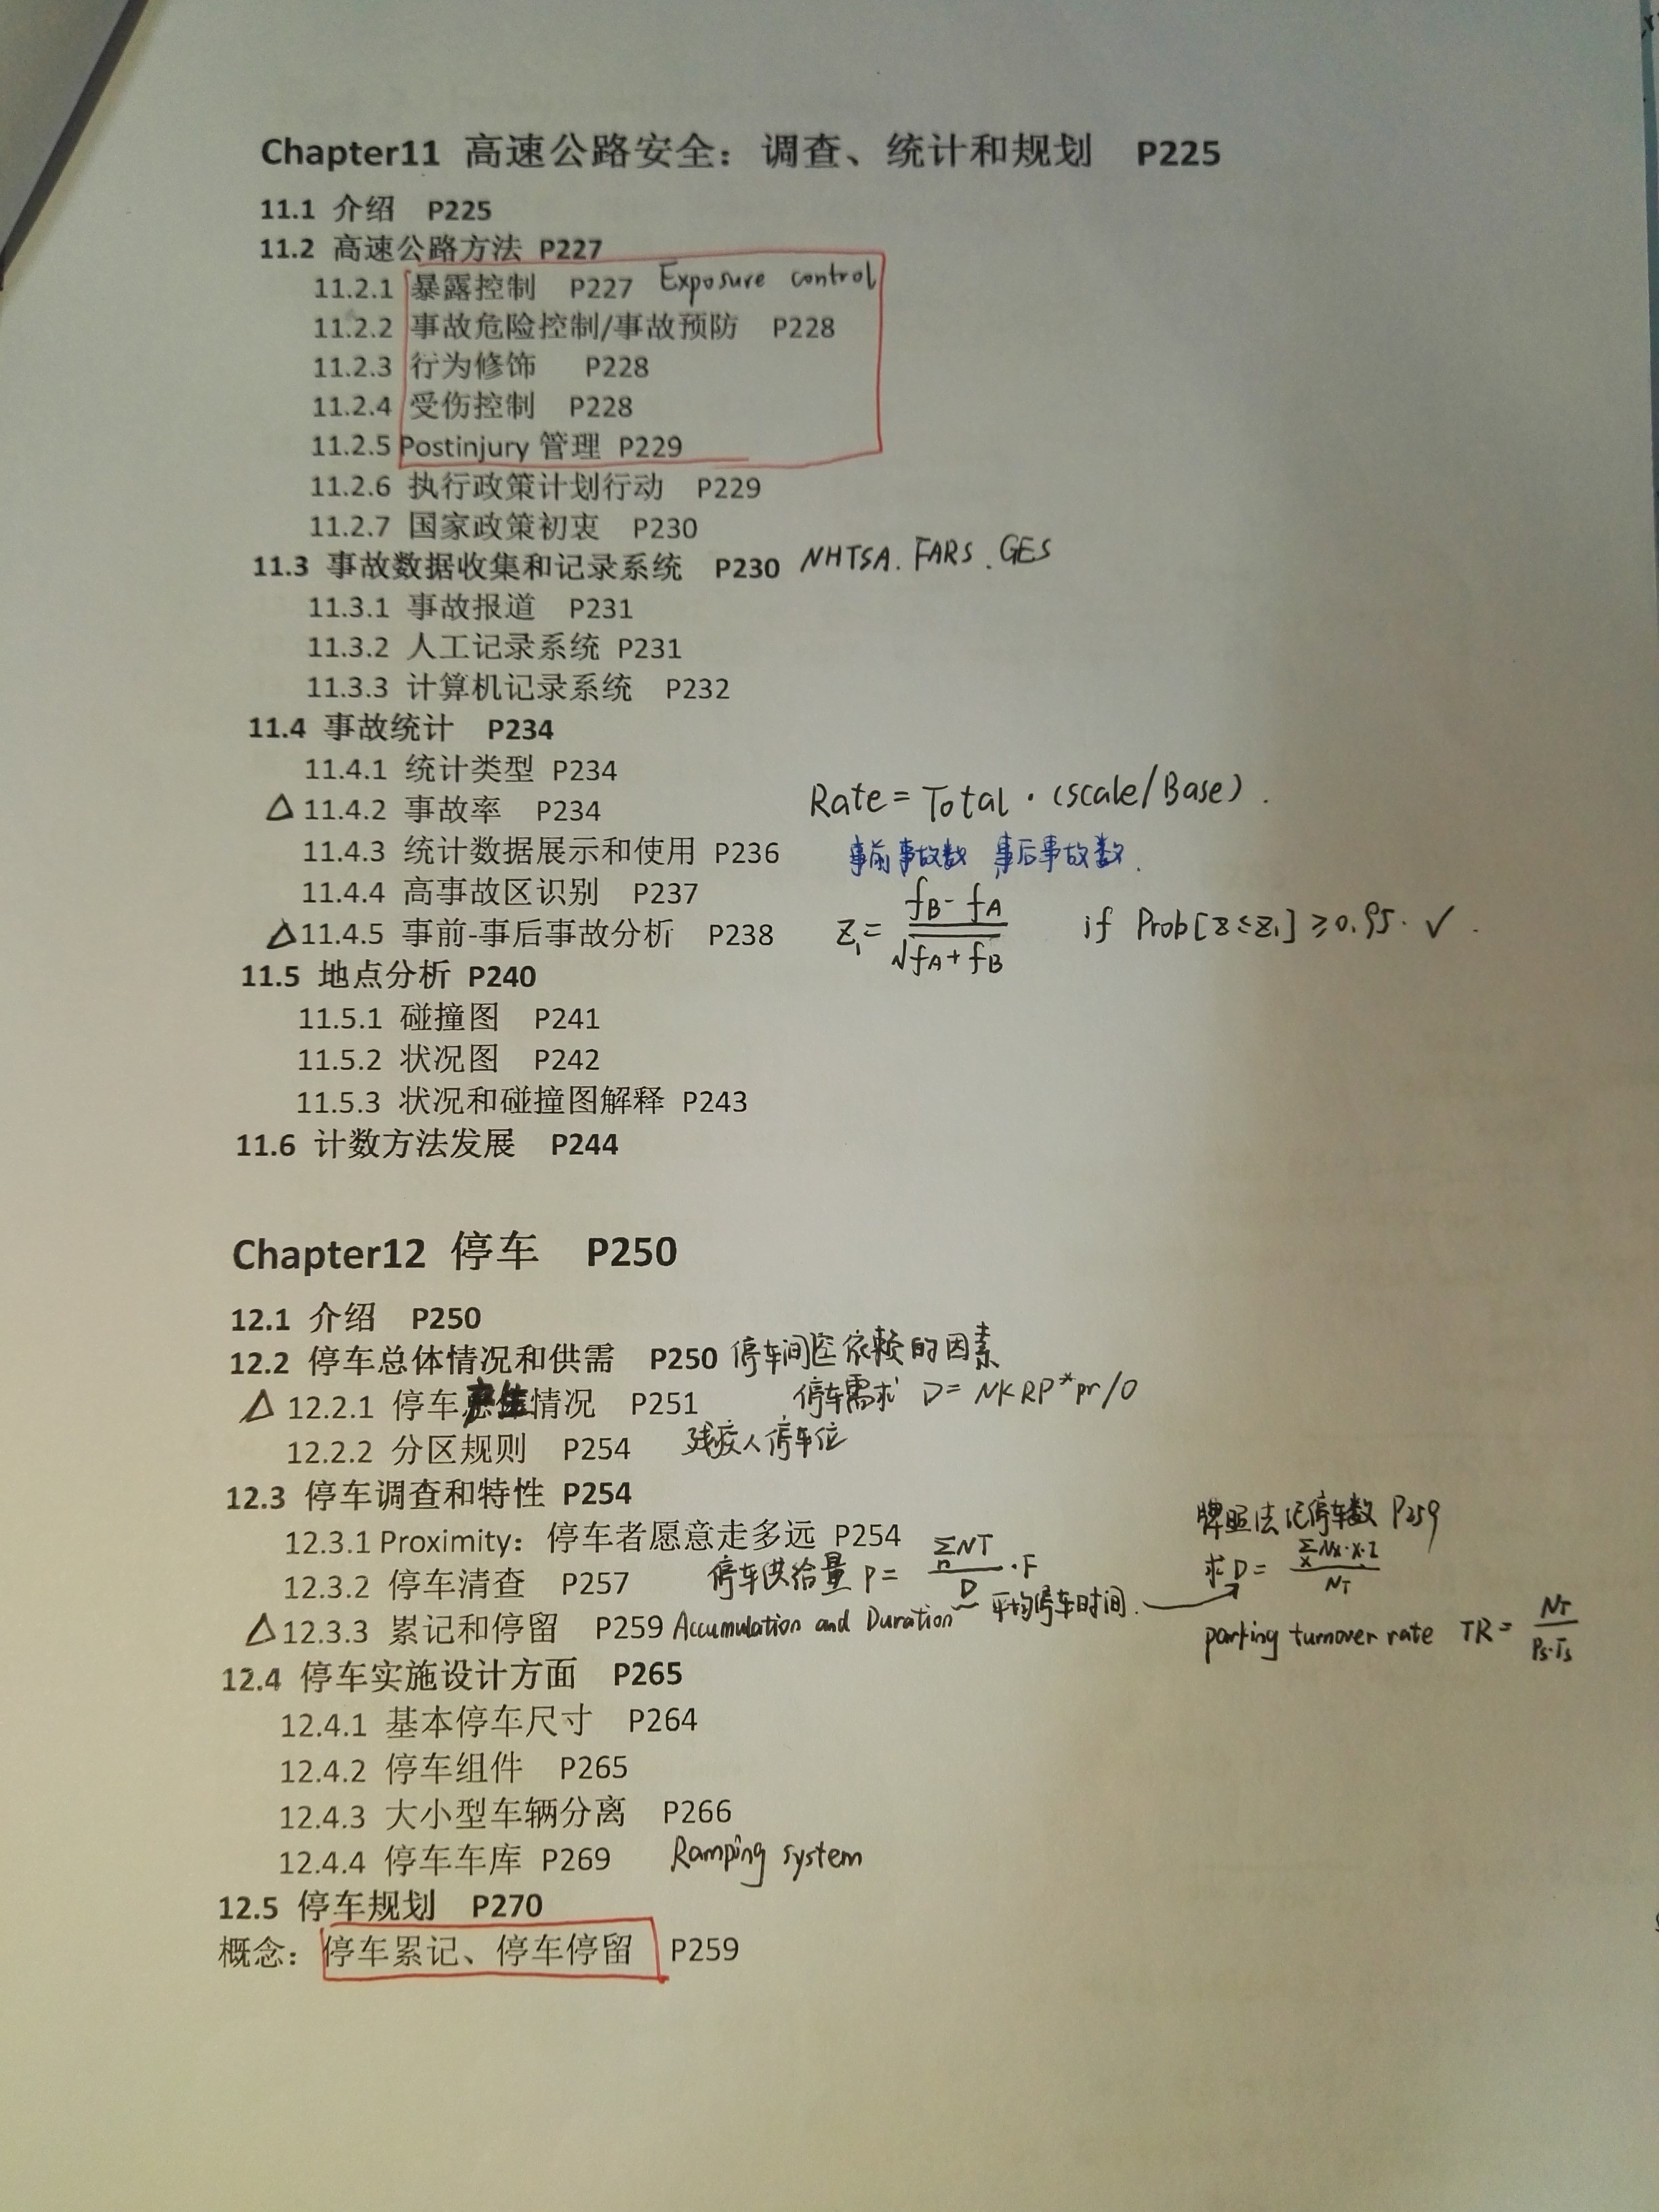 Chapter11 高速公路安全：调查、统计和规划 P225
11.1 介绍 P225
11.2 高速公路方法 P227
11.2.1 暴露控制 P227 Exposure control
11.2.2 事故危险控制/事故预防 P228
11.2.3 行为修饰 P228
11.2.4 受伤控制 P228
11.2.5 Postinjury 管理 P229
11.2.6 执行政策计划行动 P229
11.2.7 国家政策初衷 P230
11.3 事故数据收集和记录系统 P230 NHTSA. FARS. GES
11.3.1 事故报道 P231
11.3.2 人工记录系统 P231
11.3.3 计算机记录系统 P232
11.4 事故统计 P234
11.4.1 统计类型 P234
△ 11.4.2 事故率 P234 Rate = Total · (scale/Base).
11.4.3 统计数据展示和使用 P236 事前事故数 事后事故数.
11.4.4 高事故区识别 P237
△ 11.4.5 事前-事后事故分析 P238 Z₁ = (f_B - f_A)/√(f_A + f_B) if Prob[z ≤ z₁] ≥ 0.95. ✓.
11.5 地点分析 P240
11.5.1 碰撞图 P241
11.5.2 状况图 P242
11.5.3 状况和碰撞图解释 P243
11.6 计数方法发展 P244
Chapter12 停车 P250
12.1 介绍 P250
12.2 停车总体情况和供需 P250 停车间空依赖的因素
△ 12.2.1 停车产生情况 P251 停车需求 D = NKRP*pr/O
12.2.2 分区规则 P254 残疾人停车位
12.3 停车调查和特性 P254
12.3.1 Proximity：停车者愿意走多远 P254
12.3.2 停车清查 P257 停车供给量 P = (∑_n NT)/D · F
△ 12.3.3 累记和停留 P259 Accumulation and Duration 平均停车时间.
牌照法记停车数 P259
求 D = (∑_x Nx·X·I)/N_T
parking turnover rate TR = N_T/(P_s·T_s)
12.4 停车实施设计方面 P265
12.4.1 基本停车尺寸 P264
12.4.2 停车组件 P265
12.4.3 大小型车辆分离 P266
12.4.4 停车车库 P269 Ramping system
12.5 停车规划 P270
概念：停车累记、停车停留 P259